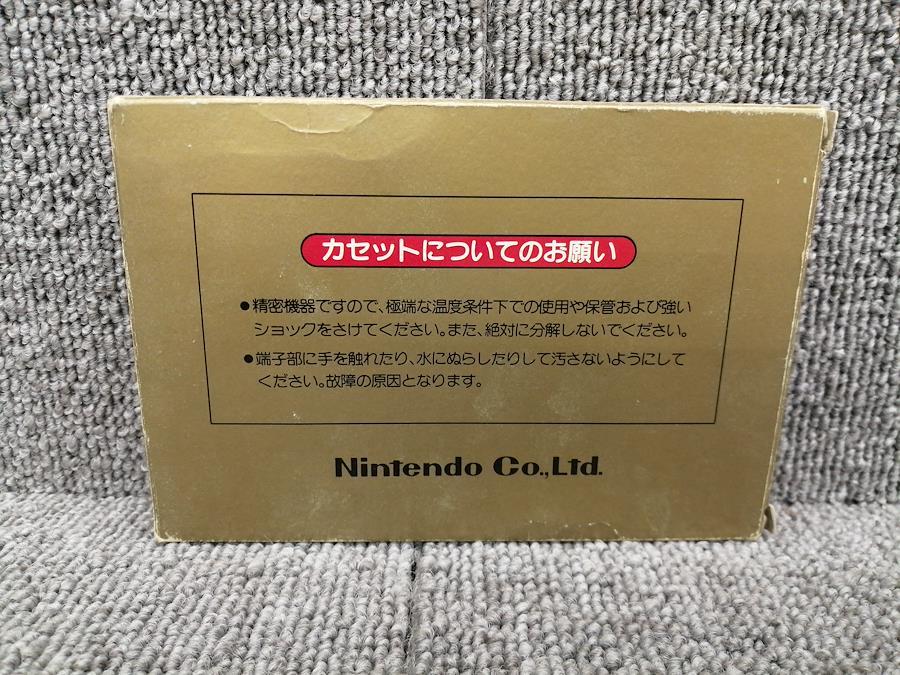 カセットについてのお願い
●精密機器ですので、極端な温度条件下での使用や保管および強い
ショックをさけてください。また、絶対に分解しないでください。
●端子部に手を触れたり、水にぬらしたりして汚さないようにして
ください。故障の原因となります。
Nintendo Co.,Ltd.